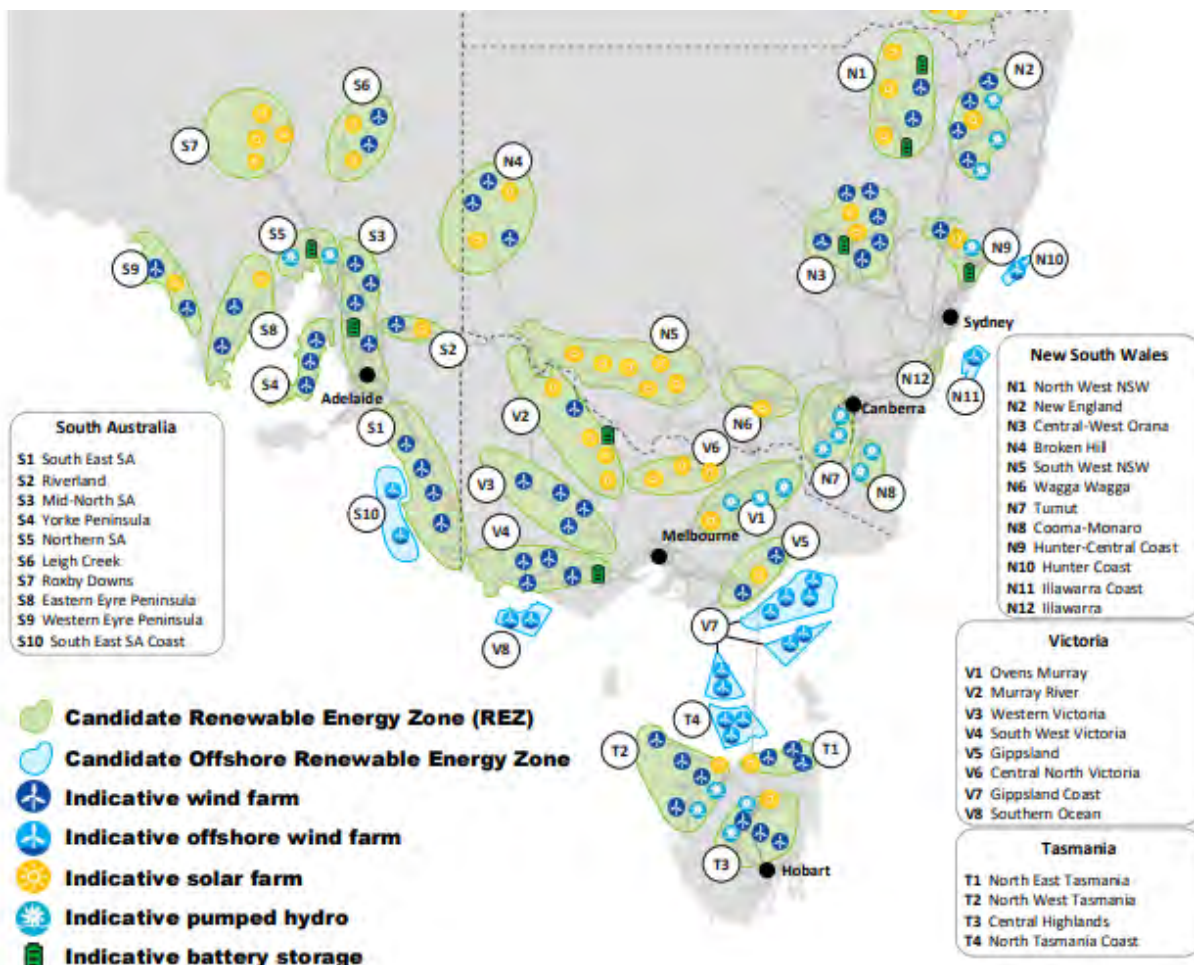 N1
N2
S6
S7
N4
S5
S3
S9
N3
N9
N10
S8
S2
N5
Sydney
S4
Adelaide
N12
N11
S1
V2
N6
Canberra
V6
V3
N7
N8
S10
V4
V1
Melbourne
V5
V8
V7
T4
T2
T1
T3
Hobart
South Australia
S1 South East SA
S2 Riverland
S3 Mid-North SA
S4 Yorke Peninsula
S5 Northern SA
S6 Leigh Creek
S7 Roxby Downs
S8 Eastern Eyre Peninsula
S9 Western Eyre Peninsula
S10 South East SA Coast
New South Wales
N1 North West NSW
N2 New England
N3 Central-West Orana
N4 Broken Hill
N5 South West NSW
N6 Wagga Wagga
N7 Tumut
N8 Cooma-Monaro
N9 Hunter-Central Coast
N10 Hunter Coast
N11 Illawarra Coast
N12 Illawarra
Victoria
V1 Ovens Murray
V2 Murray River
V3 Western Victoria
V4 South West Victoria
V5 Gippsland
V6 Central North Victoria
V7 Gippsland Coast
V8 Southern Ocean
Tasmania
T1 North East Tasmania
T2 North West Tasmania
T3 Central Highlands
T4 North Tasmania Coast
Candidate Renewable Energy Zone (REZ)
Candidate Offshore Renewable Energy Zone
Indicative wind farm
Indicative offshore wind farm
Indicative solar farm
Indicative pumped hydro
Indicative battery storage